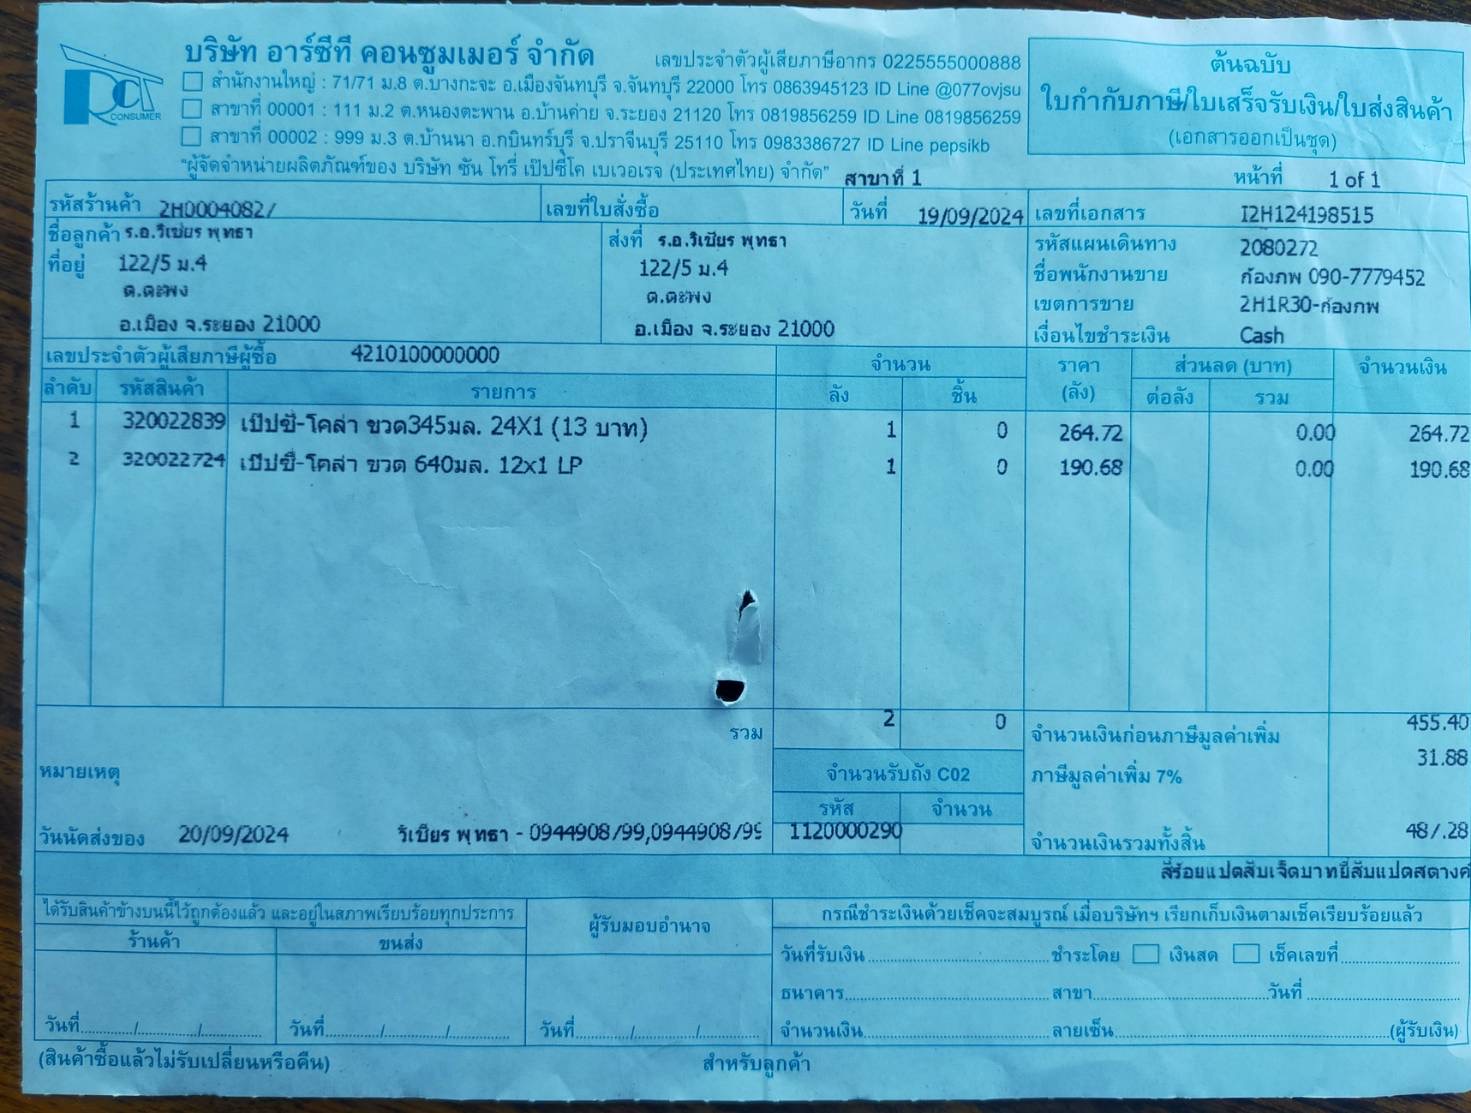 RCT CONSUMER
บริษัท อาร์ซีที คอนซูมเมอร์ จำกัด เลขประจำตัวผู้เสียภาษีอากร 0225555000888
สำนักงานใหญ่ : 71/71 ม.8 ต.บางกะจะ อ.เมืองจันทบุรี จ.จันทบุรี 22000 โทร 0863945123 ID Line @077ovjsu
สาขาที่ 00001 : 111 ม.2 ต.หนองตะพาน อ.บ้านค่าย จ.ระยอง 21120 โทร 0819856259 ID Line 0819856259
สาขาที่ 00002 : 999 ม.3 ต.บ้านนา อ.กบินทร์บุรี จ.ปราจีนบุรี 25110 โทร 0983386727 ID Line pepsikb
"ผู้จัดจำหน่ายผลิตภัณฑ์ของ บริษัท ซัน โทรี่ เป๊ปซี่โค เบเวอเรจ (ประเทศไทย) จำกัด" สาขาที่ 1
ต้นฉบับ
ใบกำกับภาษี/ใบเสร็จรับเงิน/ใบส่งสินค้า
(เอกสารออกเป็นชุด)
หน้าที่ 1 of 1
รหัสร้านค้า 2H00040827 เลขที่ใบสั่งซื้อ วันที่ 19/09/2024
ชื่อลูกค้า ร.อ.วิเชียร พุทธา
ที่อยู่ 122/5 ม.4
ต.ตะพง
อ.เมือง จ.ระยอง 21000
ส่งที่ ร.อ.วิเชียร พุทธา
122/5 ม.4
ต.ตะพง
อ.เมือง จ.ระยอง 21000
เลขที่เอกสาร I2H124198515
รหัสแผนเดินทาง 2080272
ชื่อพนักงานขาย ก้องภพ 090-7779452
เขตการขาย 2H1R30-ก้องภพ
เงื่อนไขชำระเงิน Cash
เลขประจำตัวผู้เสียภาษีผู้ซื้อ 4210100000000
ลำดับ รหัสสินค้า รายการ จำนวน ลัง ชิ้น ราคา (ลัง) ส่วนลด (บาท) ต่อลัง รวม จำนวนเงิน
1 320022839 เป๊ปซี่-โคล่า ขวด345มล. 24X1 (13 บาท) 1 0 264.72 0.00 264.72
2 320022724 เป๊ปซี่-โคล่า ขวด 640มล. 12x1 LP 1 0 190.68 0.00 190.68
รวม 2 0
จำนวนเงินก่อนภาษีมูลค่าเพิ่ม 455.40
ภาษีมูลค่าเพิ่ม 7% 31.88
จำนวนเงินรวมทั้งสิ้น 487.28
หมายเหตุ
จำนวนรับถัง C02
รหัส จำนวน
วันนัดส่งของ 20/09/2024 วิเชียร พุทธา - 0944908799,0944908799 1120000290
สี่ร้อยแปดสิบเจ็ดบาทยี่สิบแปดสตางค์
ได้รับสินค้าข้างบนนี้ไว้ถูกต้องแล้ว และอยู่ในสภาพเรียบร้อยทุกประการ
ร้านค้า ขนส่ง ผู้รับมอบอำนาจ
วันที่ / / วันที่ / / วันที่ / /
กรณีชำระเงินด้วยเช็คจะสมบูรณ์ เมื่อบริษัทฯ เรียกเก็บเงินตามเช็คเรียบร้อยแล้ว
วันที่รับเงิน ชำระโดย เงินสด เช็คเลขที่
ธนาคาร สาขา วันที่
จำนวนเงิน ลายเซ็น (ผู้รับเงิน)
(สินค้าซื้อแล้วไม่รับเปลี่ยนหรือคืน) สำหรับลูกค้า